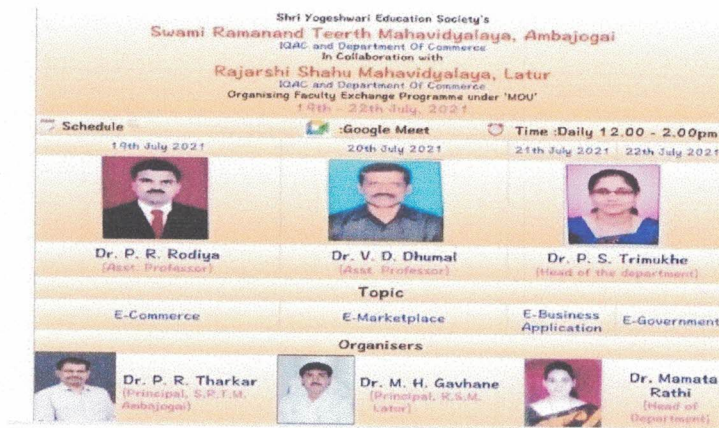 Shri Yogeshwari Education Society's
Swami Ramanand Teerth Mahavidyalaya, Ambajogai
IQAC and Department Of Commerce
In Collaboration with
Rajarshi Shahu Mahavidyalaya, Latur
IQAC and Department Of Commerce
Organising Faculty Exchange Programme under 'MOU'
19th - 22th July, 2021
Schedule :Google Meet Time :Daily 12.00 - 2.00pm
19th July 2021 20th July 2021 21th July 2021 22th July 2021
Dr. P. R. Rodiya Dr. V. D. Dhumal Dr. P. S. Trimukhe
(Asst. Professor) (Asst. Professor) (Head of the department)
Topic
E-Commerce E-Marketplace E-Business Application E-Government
Organisers
Dr. P. R. Tharkar
(Principal, S.R.T.M. Ambajogai)
Dr. M. H. Gavhane
(Principal, R.S.M. Latur)
Dr. Mamata Rathi
(Head of Department)